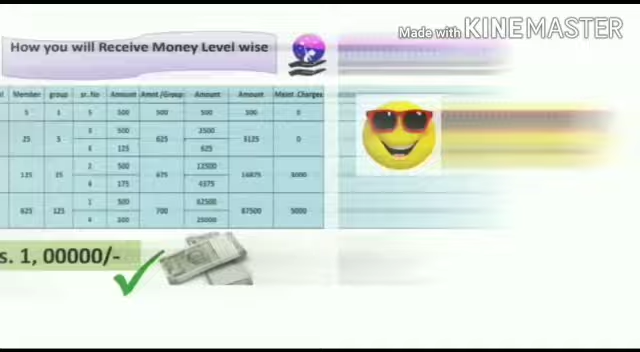 Made with KINEMASTER
How you will Receive Money Level wise
Member group sr. No Amount Amnt/Group Amount Amount Maint. Charges
5 1 5 500 500 500 500 0
25 5 3 500 625 2500 3125 0
4 125 625
125 25 2 500 675 12500 16875 3000
4 175 4375
625 125 1 500 700 62500 87500 5000
4 200 25000
s. 1, 00000/-